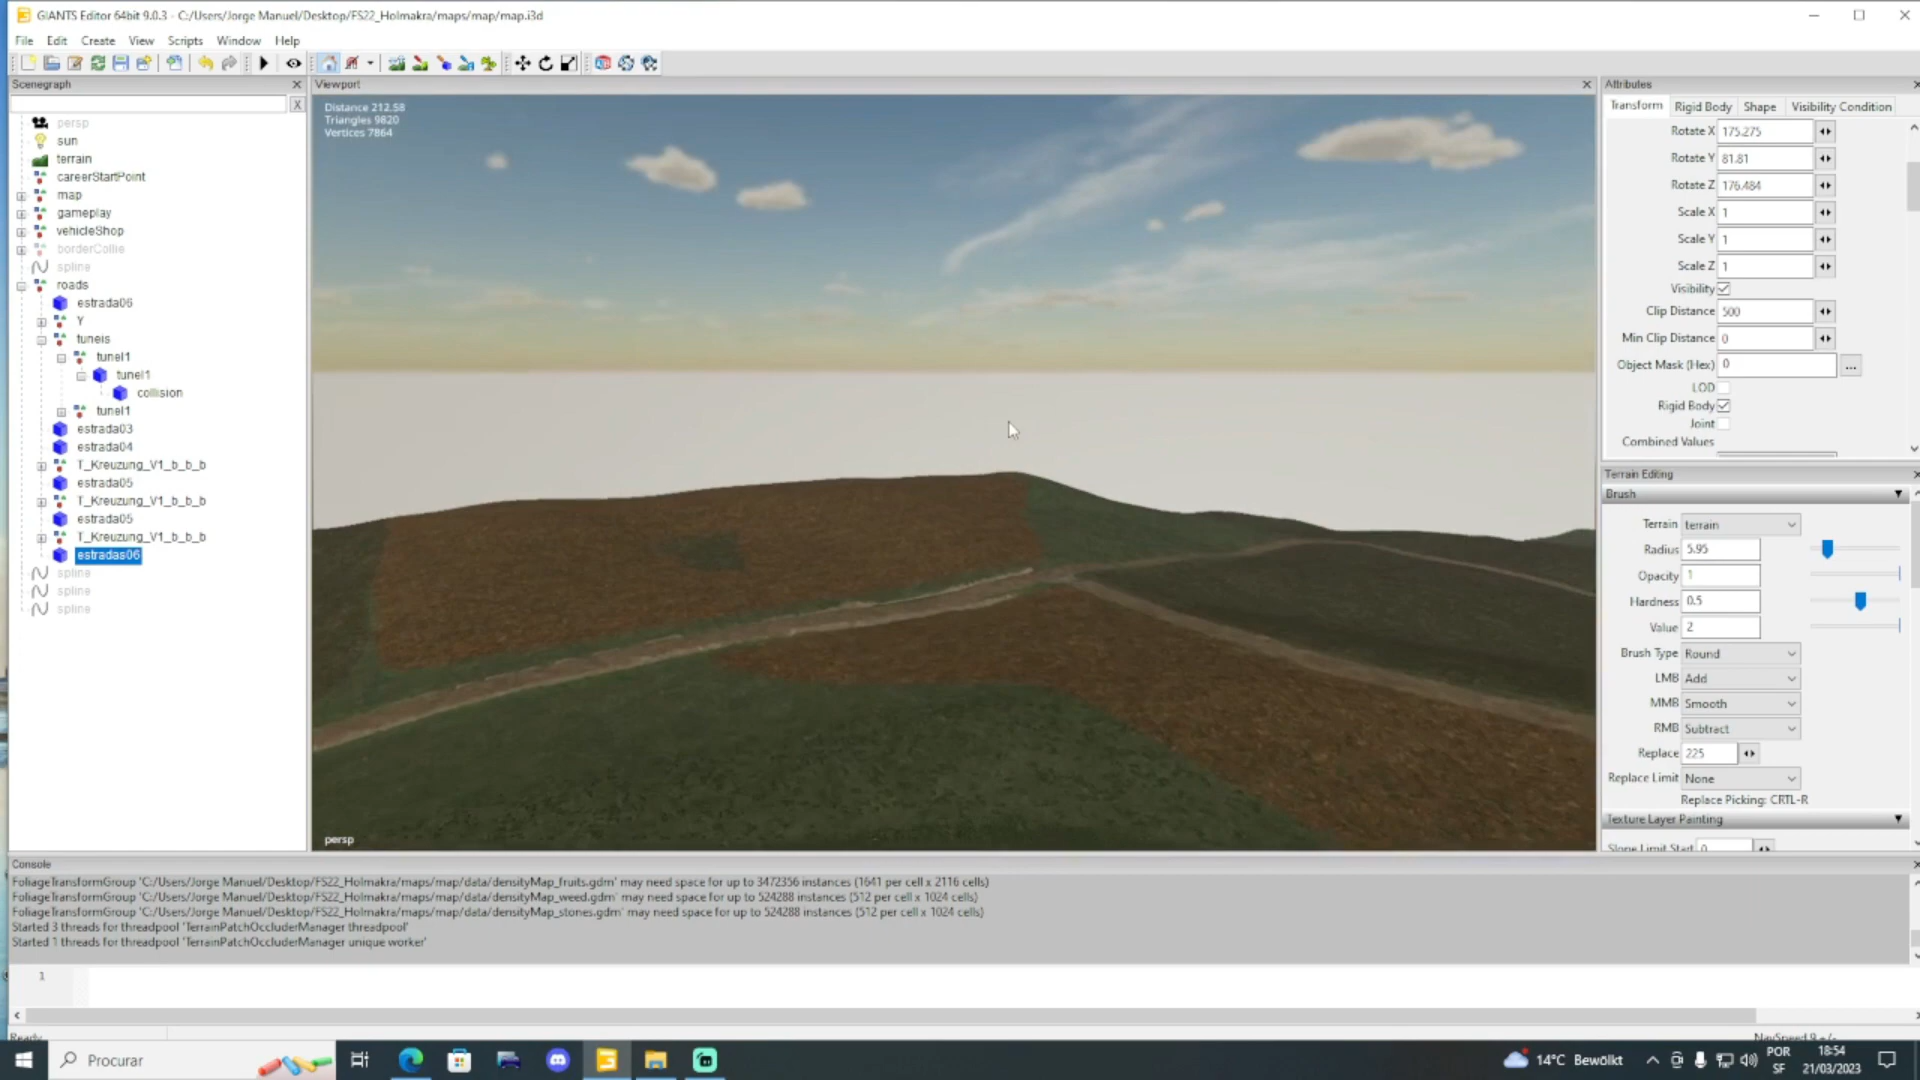 GIANTS Editor 64bit 9.0.3 - C:/Users/Jorge Manuel/Desktop/FS22_Holmakra/maps/map/map.i3d
File Edit Create View Scripts Window Help
Scenegraph
X
persp
sun
terrain
careerStartPoint
map
gameplay
vehicleShop
borderCollie
spline
roads
estrada06
Y
tuneis
tunel1
tunel1
collision
tunel1
estrada03
estrada04
T_Kreuzung_V1_b_b_b
estrada05
T_Kreuzung_V1_b_b_b
estrada05
T_Kreuzung_V1_b_b_b
estradas06
spline
spline
spline
Viewport
Distance 212.58
Triangles 9820
Vertices 7864
persp
Attributes
Transform Rigid Body Shape Visibility Condition
Rotate X 175.275
Rotate Y 81.81
Rotate Z 176.484
Scale X 1
Scale Y 1
Scale Z 1
Visibility
Clip Distance 500
Min Clip Distance 0
Object Mask (Hex) 0 ...
LOD
Rigid Body
Joint
Combined Values
Terrain Editing
Brush
Terrain terrain
Radius 5.95
Opacity 1
Hardness 0.5
Value 2
Brush Type Round
LMB Add
MMB Smooth
RMB Subtract
Replace 225
Replace Limit None
Replace Picking: CRTL-R
Texture Layer Painting
Slope Limit Start 0
Console
FoliageTransformGroup 'C:/Users/Jorge Manuel/Desktop/FS22_Holmakra/maps/map/data/densityMap_fruits.gdm' may need space for up to 3472356 instances (1641 per cell x 2116 cells)
FoliageTransformGroup 'C:/Users/Jorge Manuel/Desktop/FS22_Holmakra/maps/map/data/densityMap_weed.gdm' may need space for up to 524288 instances (512 per cell x 1024 cells)
FoliageTransformGroup 'C:/Users/Jorge Manuel/Desktop/FS22_Holmakra/maps/map/data/densityMap_stones.gdm' may need space for up to 524288 instances (512 per cell x 1024 cells)
Started 3 threads for threadpool 'TerrainPatchOccluderManager threadpool'
Started 1 threads for threadpool 'TerrainPatchOccluderManager unique worker'
1
Ready
NavSpeed 9 +/-
Procurar
14°C Bewölkt
POR
SF
18:54
21/03/2023